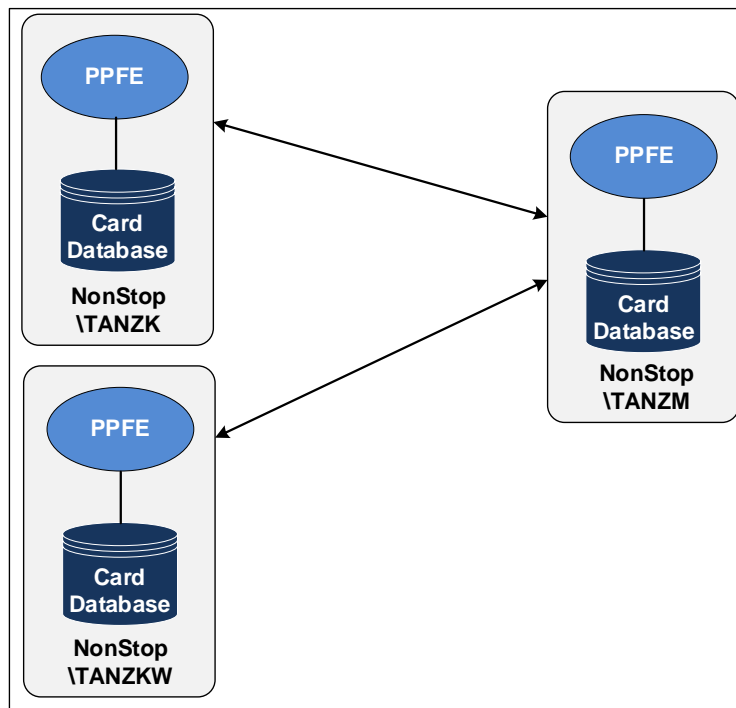 PPFE
Card
Database
NonStop
\TANZK
PPFE
Card
Database
NonStop
\TANZM
PPFE
Card
Database
NonStop
\TANZKW